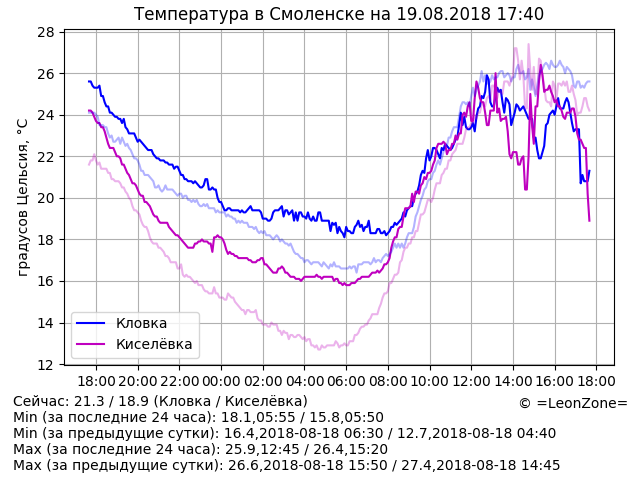 Температура в Смоленске на 19.08.2018 17:40
28
26
24
22
20
18
16
14
12
градусов Цельсия, °C
Кловка
Киселёвка
18:00 20:00 22:00 00:00 02:00 04:00 06:00 08:00 10:00 12:00 14:00 16:00 18:00
Сейчас: 21.3 / 18.9 (Кловка / Киселёвка)
© =LeonZone=
Min (за последние 24 часа): 18.1,05:55 / 15.8,05:50
Min (за предыдущие сутки): 16.4,2018-08-18 06:30 / 12.7,2018-08-18 04:40
Max (за последние 24 часа): 25.9,12:45 / 26.4,15:20
Max (за предыдущие сутки): 26.6,2018-08-18 15:50 / 27.4,2018-08-18 14:45